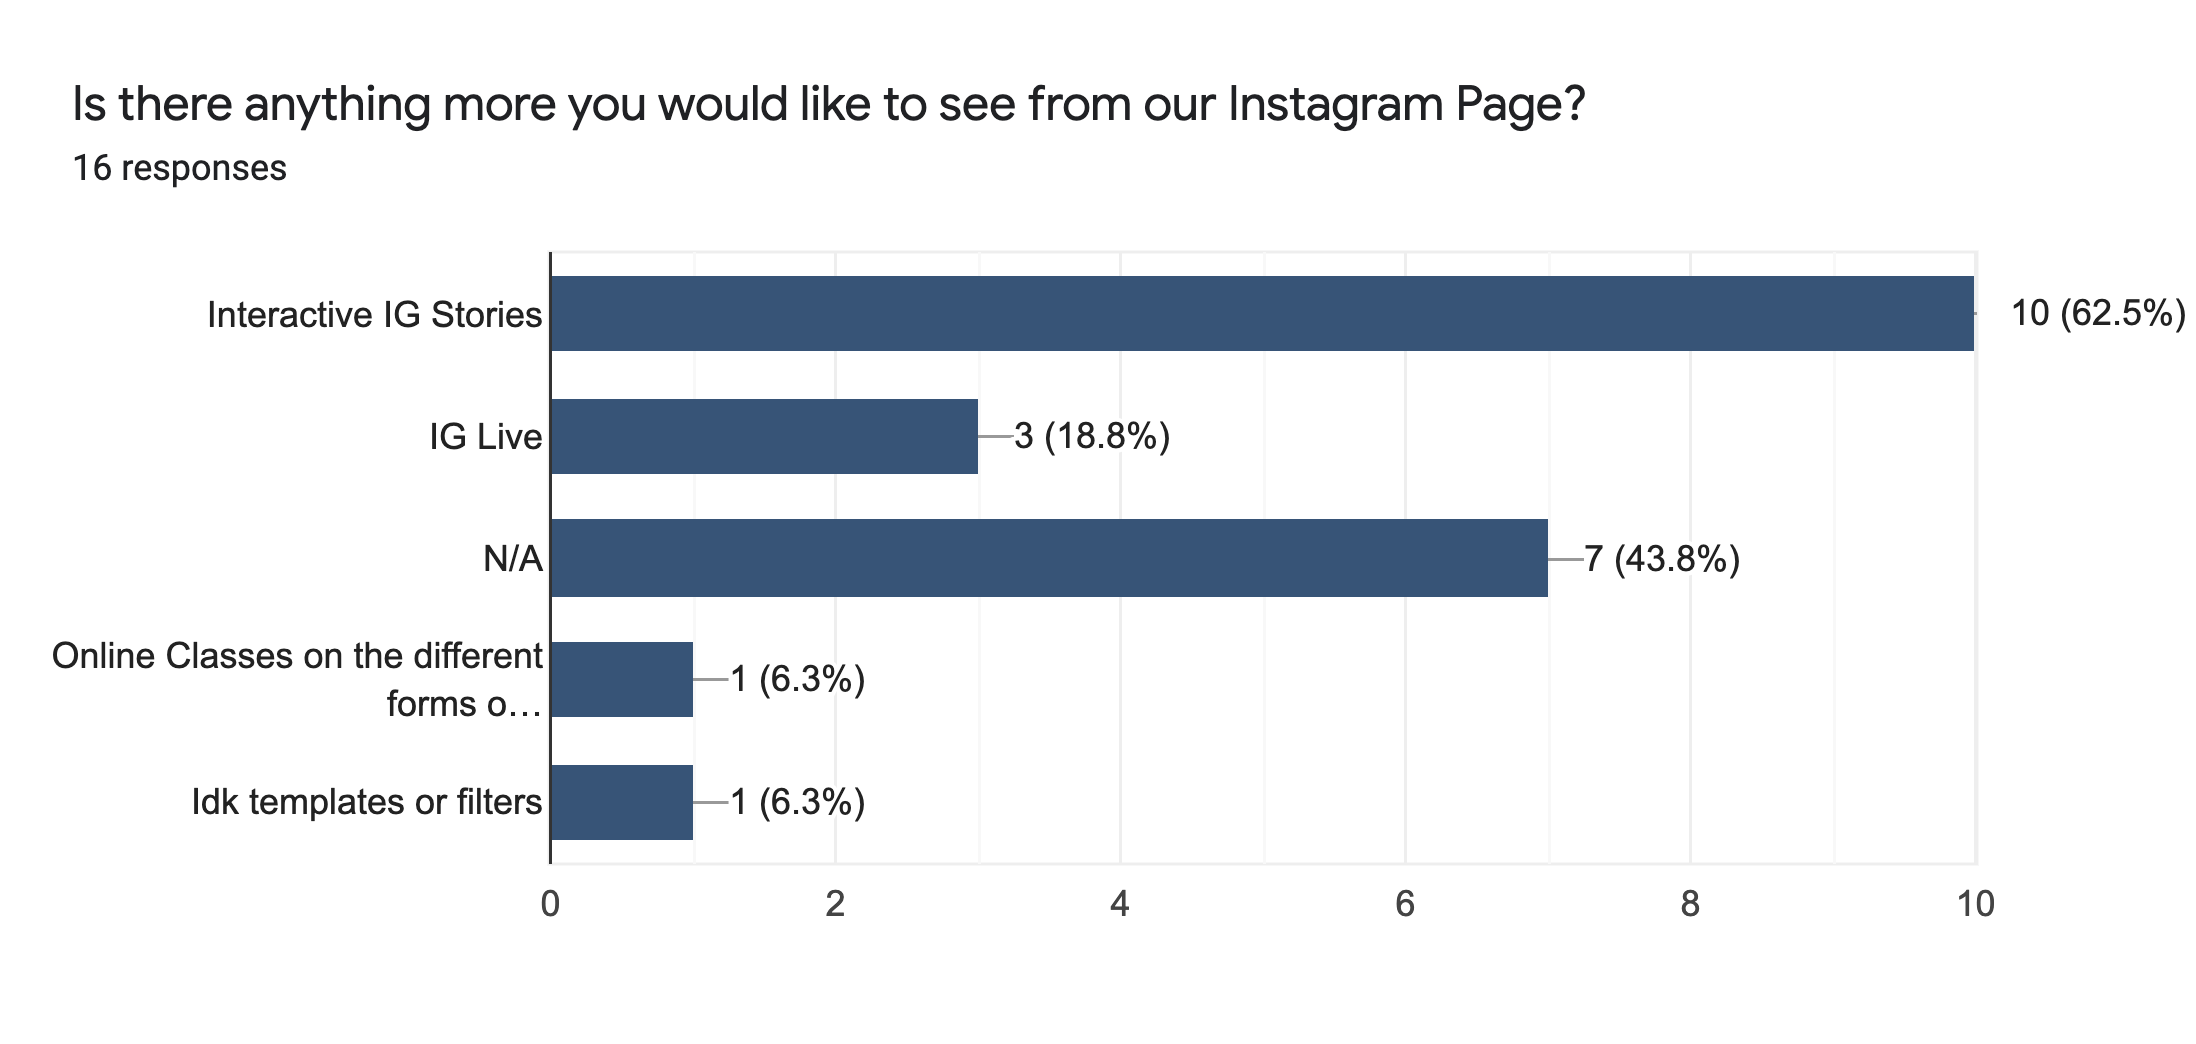 Is there anything more you would like to see from our Instagram Page?
16 responses
Interactive IG Stories
10 (62.5%)
IG Live
3 (18.8%)
N/A
7 (43.8%)
Online Classes on the different
forms o…
1 (6.3%)
Idk templates or filters
1 (6.3%)
0 2 4 6 8 10